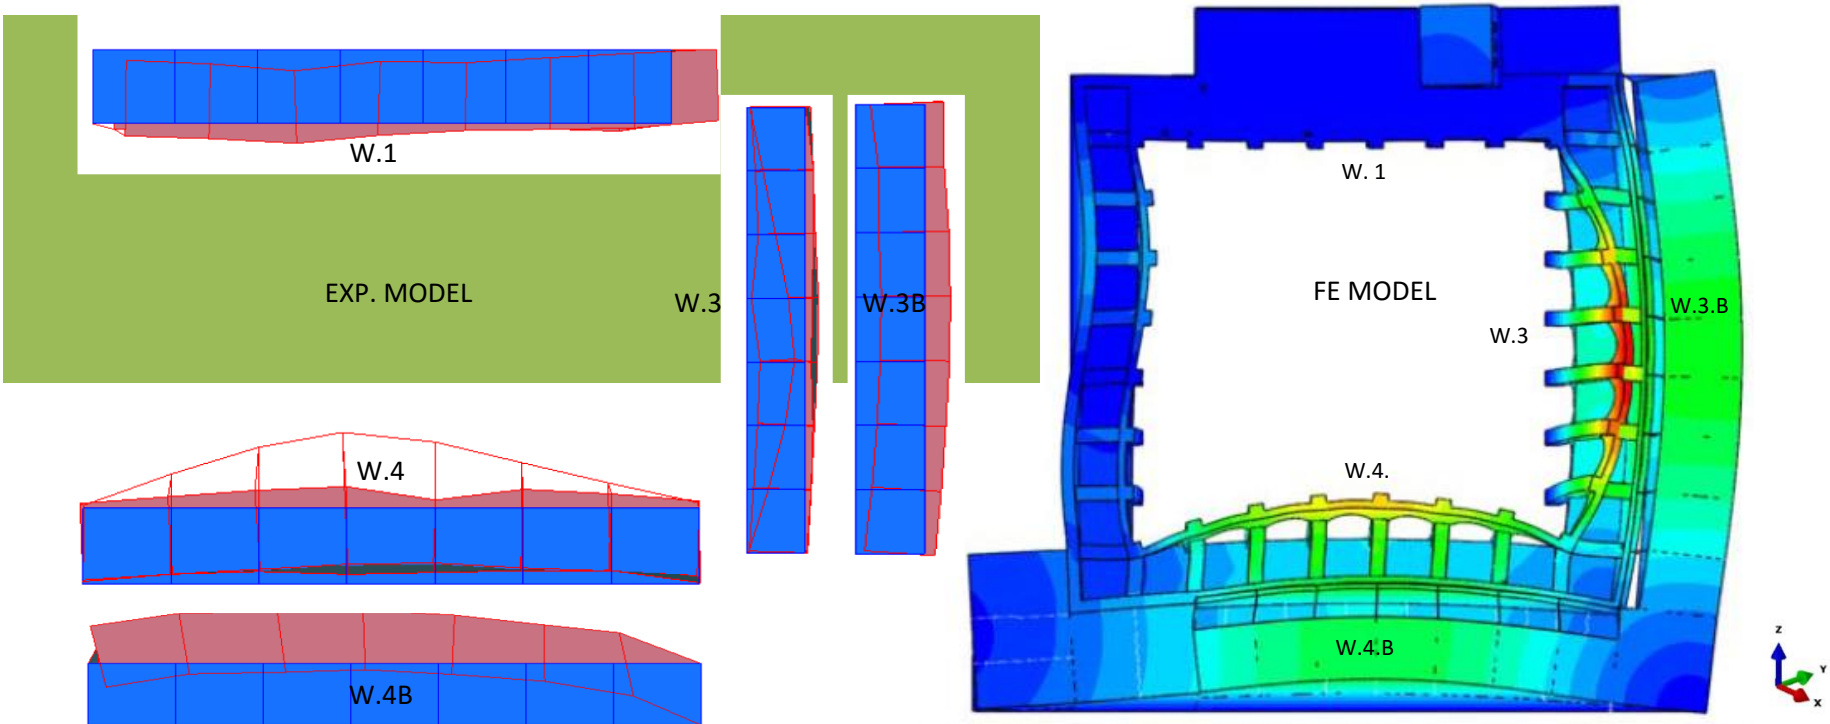 W.1
EXP. MODEL
W.3
W.3B
W.4
W.4B
W. 1
FE MODEL
W.3
W.3.B
W.4.
W.4.B
Z
Y
X